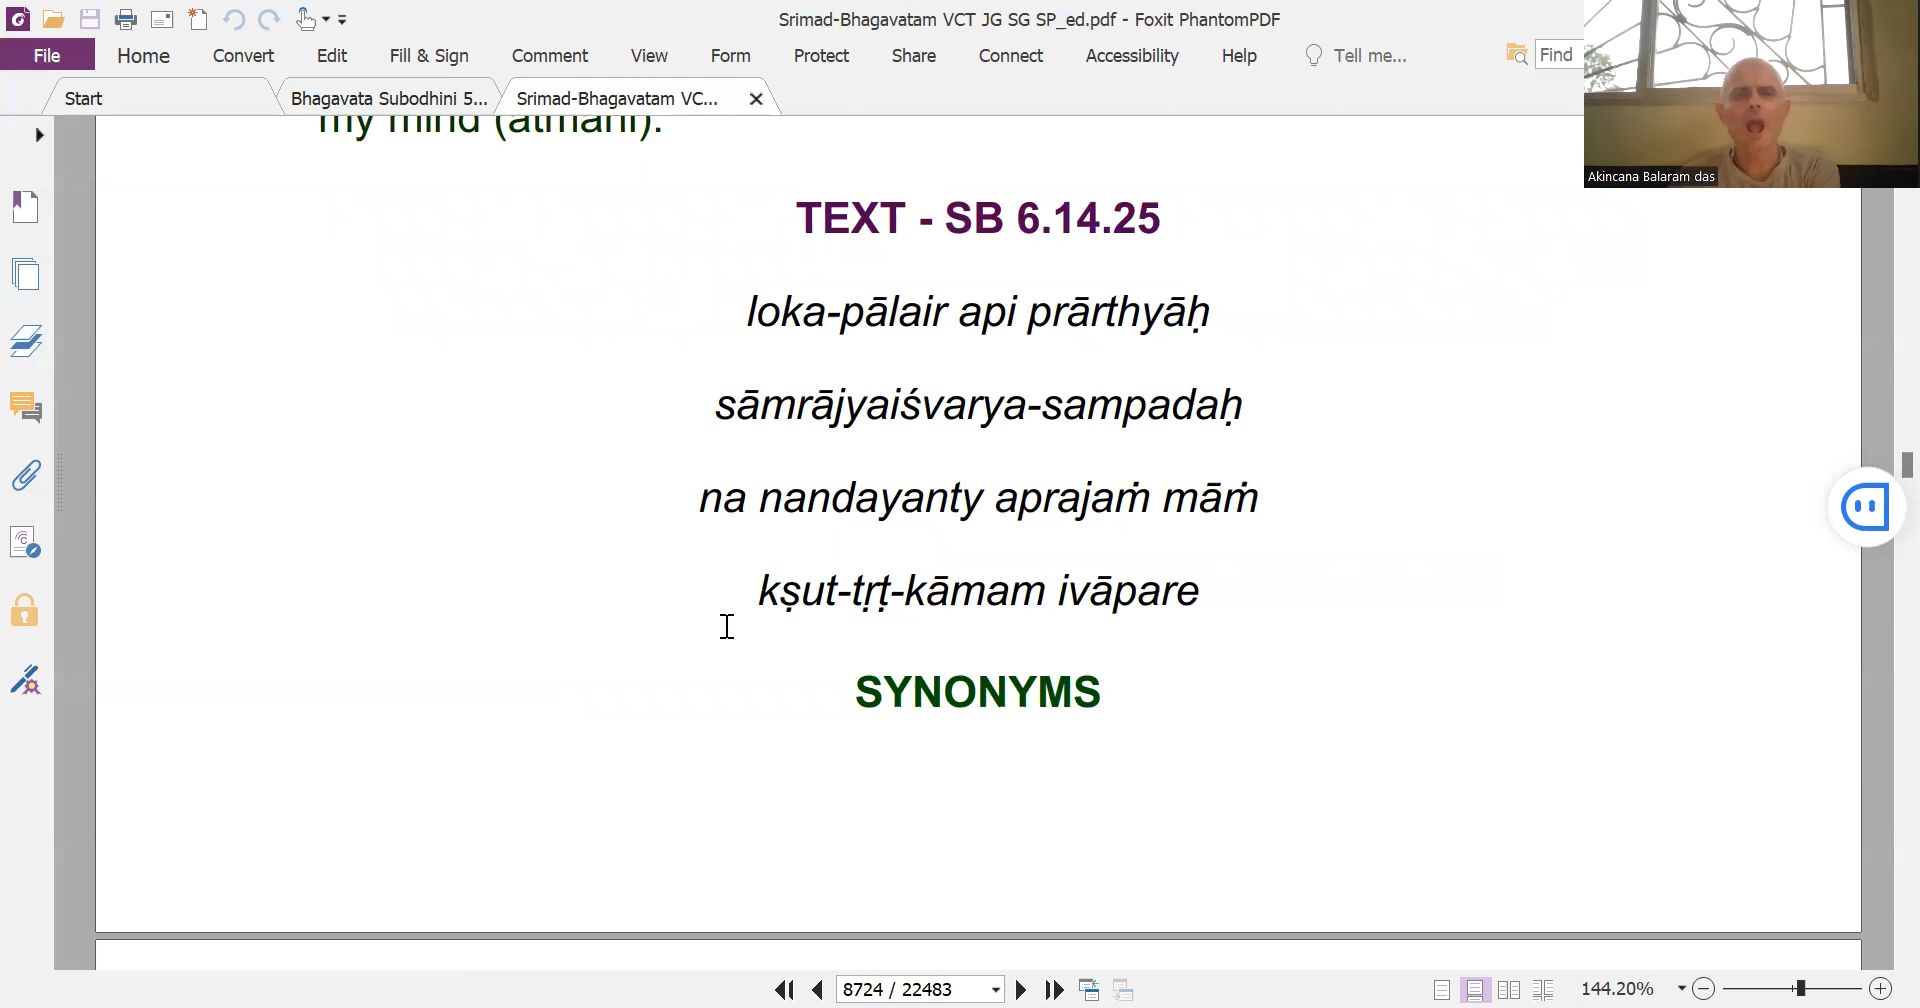 Srimad-Bhagavatam VCT JG SG SP_ed.pdf - Foxit PhantomPDF
File Home Convert Edit Fill & Sign Comment View Form Protect Share Connect Accessibility Help Tell me... Find
Start Bhagavata Subodhini 5... Srimad-Bhagavatam VC...
my mind (ātmani).
Akincana Balaram das
TEXT - SB 6.14.25
loka-pālair api prārthyāḥ
sāmrājyaiśvarya-sampadaḥ
na nandayanty aprajaṁ māṁ
kṣut-tṛṭ-kāmam ivāpare
SYNONYMS
8724 / 22483
144.20%